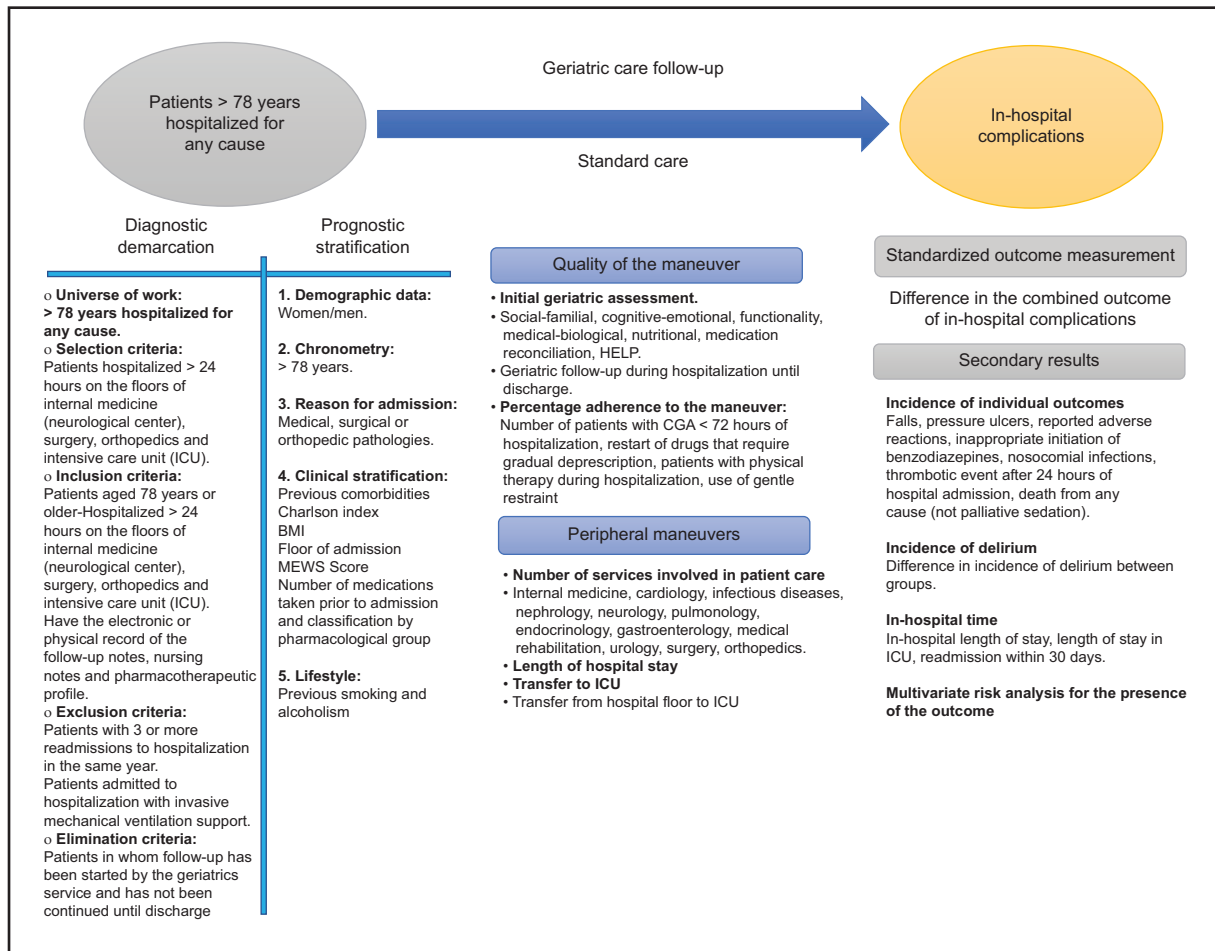 Patients > 78 years
hospitalized for
any cause
Geriatric care follow-up
Standard care
In-hospital
complications
Diagnostic
demarcation
o Universe of work:
> 78 years hospitalized for
any cause.
o Selection criteria:
Patients hospitalized > 24
hours on the floors of
internal medicine
(neurological center),
surgery, orthopedics and
intensive care unit (ICU).
o Inclusion criteria:
Patients aged 78 years or
older-Hospitalized > 24
hours on the floors of
internal medicine
(neurological center),
surgery, orthopedics and
intensive care unit (ICU).
Have the electronic or
physical record of the
follow-up notes, nursing
notes and pharmacotherapeutic
profile.
o Exclusion criteria:
Patients with 3 or more
readmissions to hospitalization
in the same year.
Patients admitted to
hospitalization with invasive
mechanical ventilation support.
o Elimination criteria:
Patients in whom follow-up has
been started by the geriatrics
service and has not been
continued until discharge
Prognostic
stratification
1. Demographic data:
Women/men.
2. Chronometry:
> 78 years.
3. Reason for admission:
Medical, surgical or
orthopedic pathologies.
4. Clinical stratification:
Previous comorbidities
Charlson index
BMI
Floor of admission
MEWS Score
Number of medications
taken prior to admission
and classification by
pharmacological group
5. Lifestyle:
Previous smoking and
alcoholism
Quality of the maneuver
• Initial geriatric assessment.
• Social-familial, cognitive-emotional, functionality,
medical-biological, nutritional, medication
reconciliation, HELP.
• Geriatric follow-up during hospitalization until
discharge.
• Percentage adherence to the maneuver:
Number of patients with CGA < 72 hours of
hospitalization, restart of drugs that require
gradual deprescription, patients with physical
therapy during hospitalization, use of gentle
restraint
Peripheral maneuvers
• Number of services involved in patient care
• Internal medicine, cardiology, infectious diseases,
nephrology, neurology, pulmonology,
endocrinology, gastroenterology, medical
rehabilitation, urology, surgery, orthopedics.
• Length of hospital stay
• Transfer to ICU
• Transfer from hospital floor to ICU
Standardized outcome measurement
Difference in the combined outcome
of in-hospital complications
Secondary results
Incidence of individual outcomes
Falls, pressure ulcers, reported adverse
reactions, inappropriate initiation of
benzodiazepines, nosocomial infections,
thrombotic event after 24 hours of
hospital admission, death from any
cause (not palliative sedation).
Incidence of delirium
Difference in incidence of delirium between
groups.
In-hospital time
In-hospital length of stay, length of stay in
ICU, readmission within 30 days.
Multivariate risk analysis for the presence
of the outcome